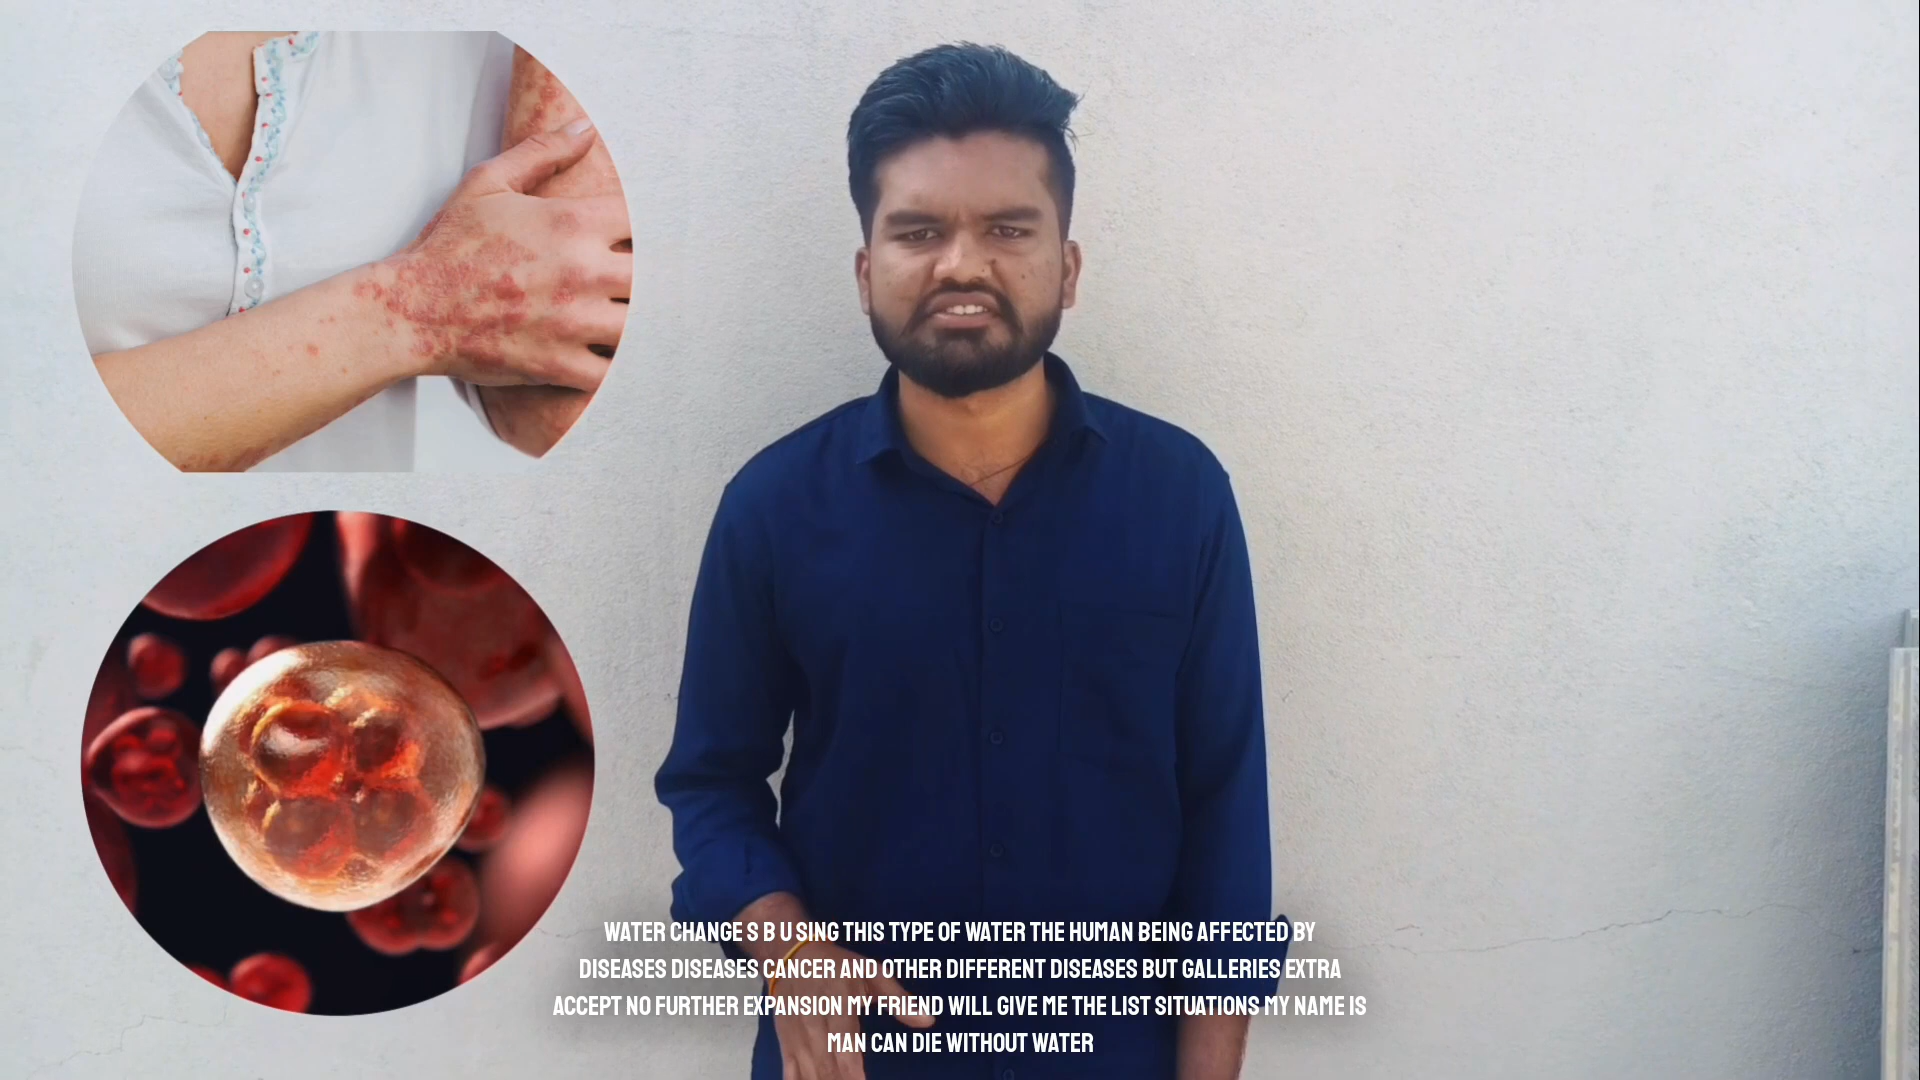 WATER CHANGE S B U SING THIS TYPE OF WATER THE HUMAN BEING AFFECTED BY
DISEASES DISEASES CANCER AND OTHER DIFFERENT DISEASES BUT GALLERIES EXTRA
ACCEPT NO FURTHER EXPANSION MY FRIEND WILL GIVE ME THE LIST SITUATIONS MY NAME IS
MAN CAN DIE WITHOUT WATER